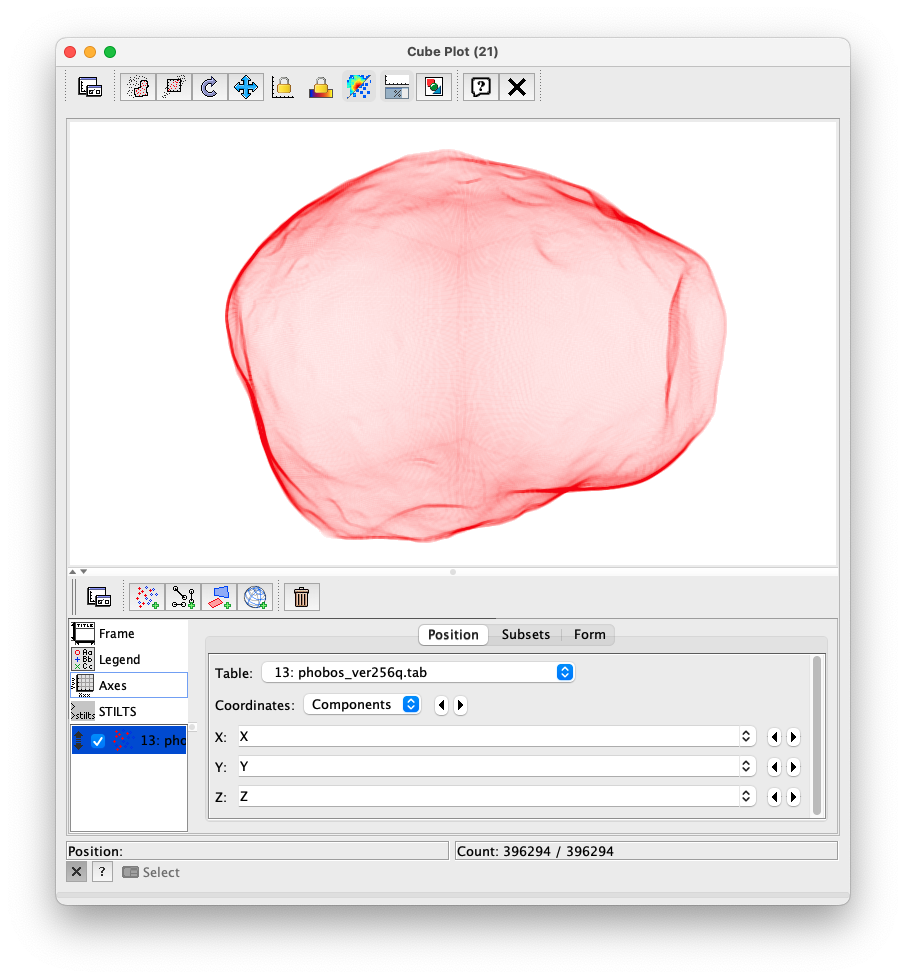 Cube Plot (21)
Frame
Legend
Axes
STILTS
13: pho
Position Subsets Form
Table: 13: phobos_ver256q.tab
Coordinates: Components
X: X
Y: Y
Z: Z
Position:
Count: 396294 / 396294
Select